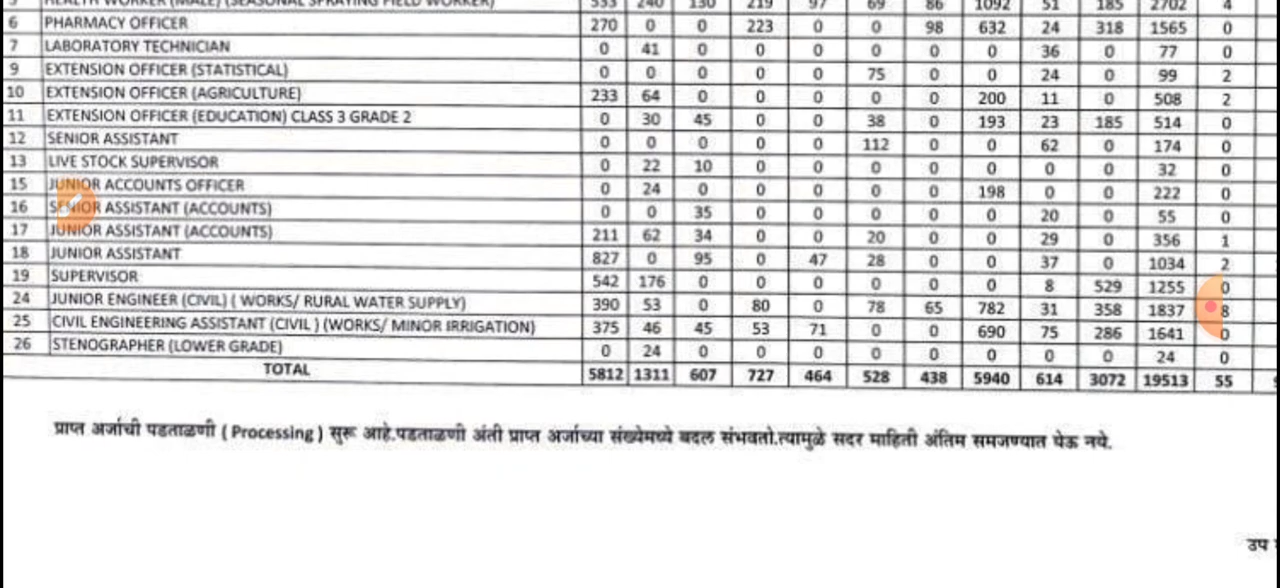 5 HEALTH WORKER (MALE) (SEASONAL SPRAYING FIELD WORKER) 533 240 130 219 97 69 86 1092 51 185 2702 4
6 PHARMACY OFFICER 270 0 0 223 0 0 98 632 24 318 1565 0
7 LABORATORY TECHNICIAN 0 41 0 0 0 0 0 0 36 0 77 0
9 EXTENSION OFFICER (STATISTICAL) 0 0 0 0 0 75 0 0 24 0 99 2
10 EXTENSION OFFICER (AGRICULTURE) 233 64 0 0 0 0 0 200 11 0 508 2
11 EXTENSION OFFICER (EDUCATION) CLASS 3 GRADE 2 0 30 45 0 0 38 0 193 23 185 514 0
12 SENIOR ASSISTANT 0 0 0 0 0 112 0 0 62 0 174 0
13 LIVE STOCK SUPERVISOR 0 22 10 0 0 0 0 0 0 0 32 0
15 JUNIOR ACCOUNTS OFFICER 0 24 0 0 0 0 0 198 0 0 222 0
16 SENIOR ASSISTANT (ACCOUNTS) 0 0 35 0 0 0 0 0 20 0 55 0
17 JUNIOR ASSISTANT (ACCOUNTS) 211 62 34 0 0 20 0 0 29 0 356 1
18 JUNIOR ASSISTANT 827 0 95 0 47 28 0 0 37 0 1034 2
19 SUPERVISOR 542 176 0 0 0 0 0 0 8 529 1255 0
24 JUNIOR ENGINEER (CIVIL) ( WORKS/ RURAL WATER SUPPLY) 390 53 0 80 0 78 65 782 31 358 1837 8
25 CIVIL ENGINEERING ASSISTANT (CIVIL ) (WORKS/ MINOR IRRIGATION) 375 46 45 53 71 0 0 690 75 286 1641 0
26 STENOGRAPHER (LOWER GRADE) 0 24 0 0 0 0 0 0 0 0 24 0
TOTAL 5812 1311 607 727 464 528 438 5940 614 3072 19513 55
प्राप्त अर्जाची पडताळणी ( Processing ) सुरू आहे.पडताळणी अंती प्राप्त अर्जाच्या संख्येमध्ये बदल संभवतो.त्यामुळे सदर माहिती अंतिम समजण्यात येऊ नये.
उप